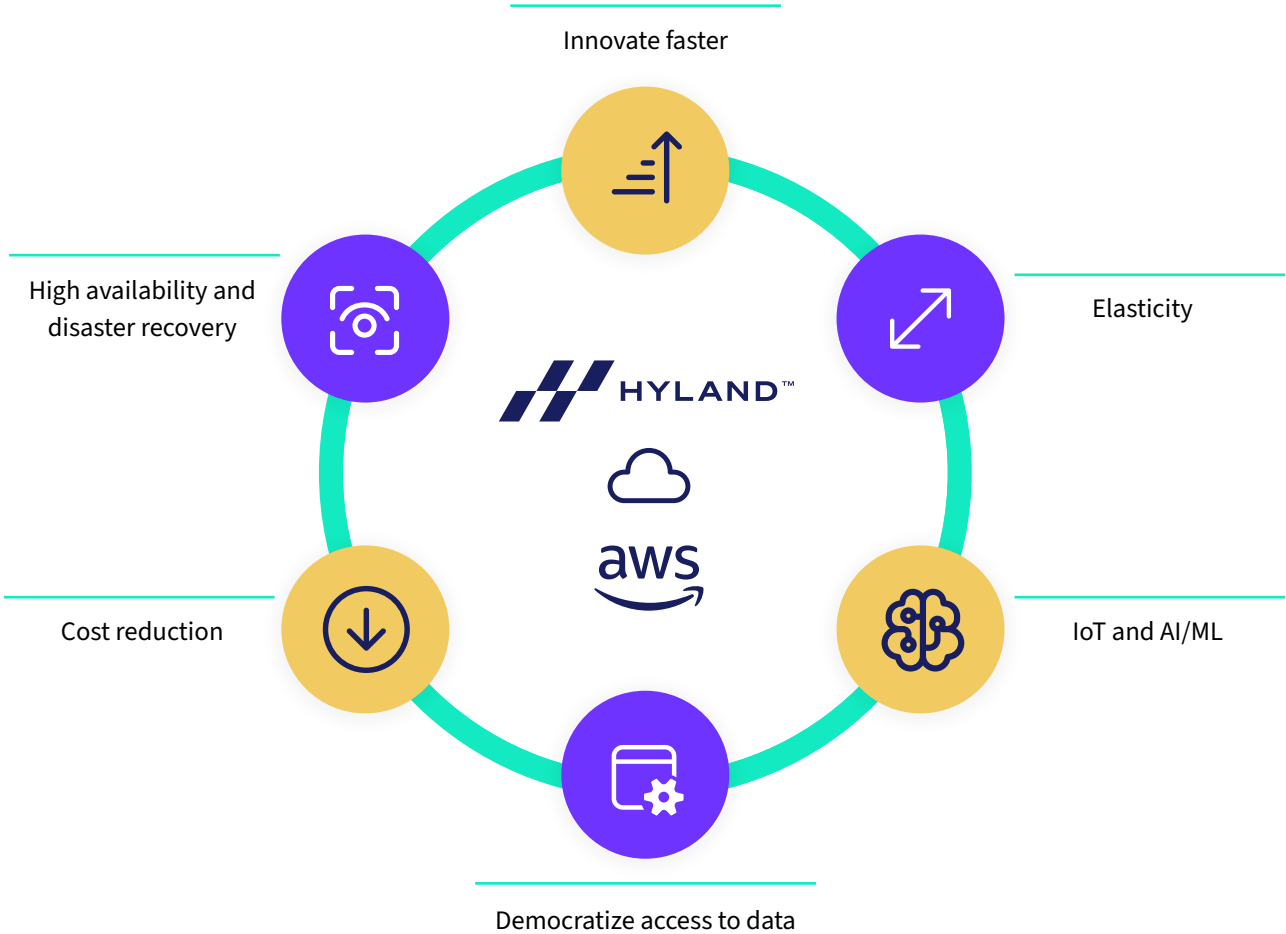 Innovate faster
High availability and
disaster recovery
Elasticity
HYLAND™
aws
Cost reduction
IoT and AI/ML
Democratize access to data